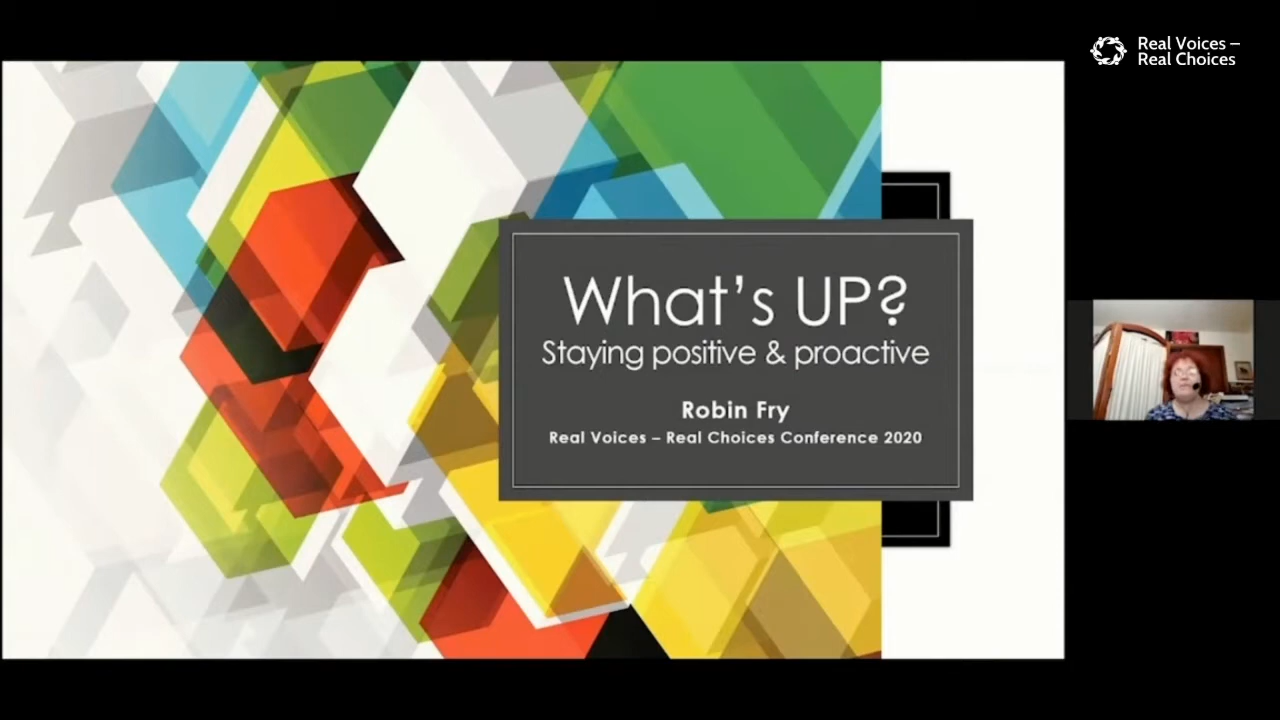 Real Voices –
Real Choices
What's UP?
Staying positive & proactive
Robin Fry
Real Voices – Real Choices Conference 2020